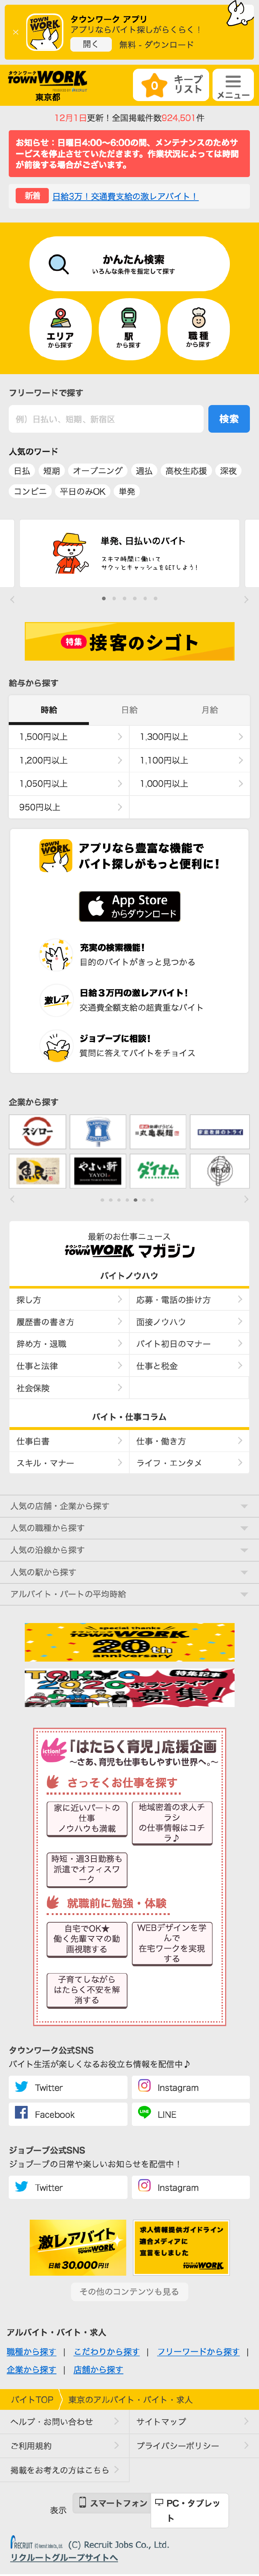 タウンワーク アプリ
アプリならバイト探しがらくらく！
開く 無料 - ダウンロード
タウンワーク
TOWNWORK
東京都
0
キープリスト
メニュー
12月1日更新！全国掲載件数924,501件
お知らせ：日曜日4:00～6:00の間、メンテナンスのためサービスを停止させていただきます。作業状況によっては時間が前後する場合がございます。
新着 日給3万！交通費支給の激レアバイト！
かんたん検索
いろんな条件を指定して探す
エリア
から探す
駅
から探す
職種
から探す
フリーワードで探す
例）日払い、短期、新宿区
検索
人気のワード
日払 短期 オープニング 週払 高校生応援 深夜
コンビニ 平日のみOK 単発
単発、日払いのバイト
スキマ時間に働いて
サクッとキャッシュをGETしよう！
特集 接客のシゴト
給与から探す
時給 日給 月給
1,500円以上 1,300円以上
1,200円以上 1,100円以上
1,050円以上 1,000円以上
950円以上
アプリなら豊富な機能で
バイト探しがもっと便利に！
App Store
からダウンロード
充実の検索機能！
目的のバイトがきっと見つかる
激レア
日給３万円の激レアバイト！
交通費全額支給の超貴重なバイト
ジョブーブに相談！
質問に答えてバイトをチョイス
企業から探す
スシロー
丸亀製麺
家庭教師のトライ
魚民
YAYOI
やよい軒
ダイナム
最新のお仕事ニュース
タウンワーク
TOWNWORK マガジン
バイトノウハウ
探し方 応募・電話の掛け方
履歴書の書き方 面接ノウハウ
辞め方・退職 バイト初日のマナー
仕事と法律 仕事と税金
社会保険
バイト・仕事コラム
仕事白書 仕事・働き方
スキル・マナー ライフ・エンタメ
人気の店舗・企業から探す
人気の職種から探す
人気の沿線から探す
人気の駅から探す
アルバイト・パートの平均時給
special thanks
TOWNWORK 20th
anniversary
TOKYO
2020
特集記事
ボランティア
募集！
iction!
「はたらく育児」応援企画
～さあ、育児も仕事もしやすい世界へ。～
さっそくお仕事を探す
家に近いパートの仕事
ノウハウも満載
地域密着の求人チラシ
の仕事情報はコチラ♪
時短・週3日勤務も
派遣でオフィスワーク
就職前に勉強・体験
自宅でOK★
働く先輩ママの動画視聴する
WEBデザインを学んで
在宅ワークを実現する
子育てしながら
はたらく不安を解消する
タウンワーク公式SNS
バイト生活が楽しくなるお役立ち情報を配信中♪
Twitter Instagram
Facebook LINE
ジョブーブ公式SNS
ジョブーブの日常や楽しいお知らせを配信中！
Twitter Instagram
激レアバイト
TOWNWORK
日給 30,000円!!
求人情報提供ガイドライン
適合メディアに
宣言をしました
TOWNWORK
その他のコンテンツも見る
アルバイト・バイト・求人
職種から探す | こだわりから探す | フリーワードから探す |
企業から探す | 店舗から探す
バイトTOP 東京のアルバイト・バイト・求人
ヘルプ・お問い合わせ サイトマップ
ご利用規約 プライバシーポリシー
掲載をお考えの方はこちら
表示 スマートフォン PC・タブレット
RECRUIT (C) Recruit Jobs Co., Ltd.
リクルートグループサイトへ